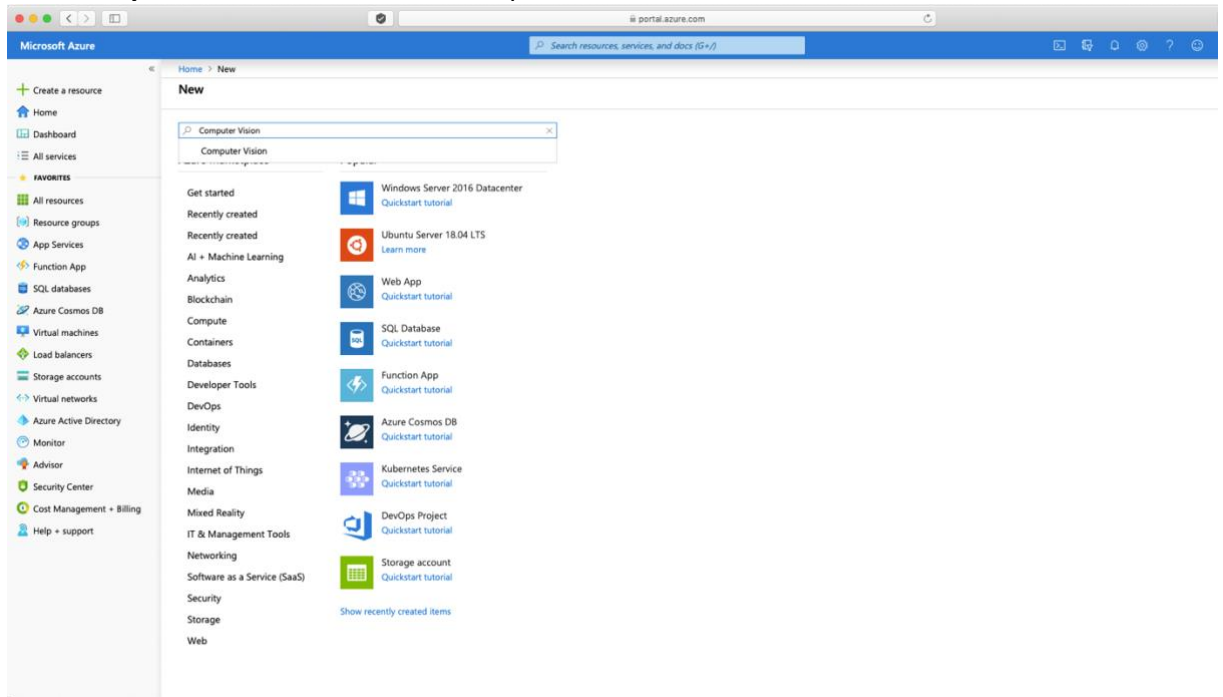 portal.azure.com
Microsoft Azure
Search resources, services, and docs (G+/)
?
«
Home > New
Create a resource
New
Home
Dashboard
Computer Vision
All services
Computer Vision
FAVORITES
All resources
Resource groups
App Services
Function App
SQL databases
Azure Cosmos DB
Virtual machines
Load balancers
Storage accounts
Virtual networks
Azure Active Directory
Monitor
Advisor
Security Center
Cost Management + Billing
Help + support
Get started
Recently created
Recently created
AI + Machine Learning
Analytics
Blockchain
Compute
Containers
Databases
Developer Tools
DevOps
Identity
Integration
Internet of Things
Media
Mixed Reality
IT & Management Tools
Networking
Software as a Service (SaaS)
Security
Storage
Web
Windows Server 2016 Datacenter
Quickstart tutorial
Ubuntu Server 18.04 LTS
Learn more
Web App
Quickstart tutorial
SQL
SQL Database
Quickstart tutorial
Function App
Quickstart tutorial
Azure Cosmos DB
Quickstart tutorial
Kubernetes Service
Quickstart tutorial
DevOps Project
Quickstart tutorial
Storage account
Quickstart tutorial
Show recently created items